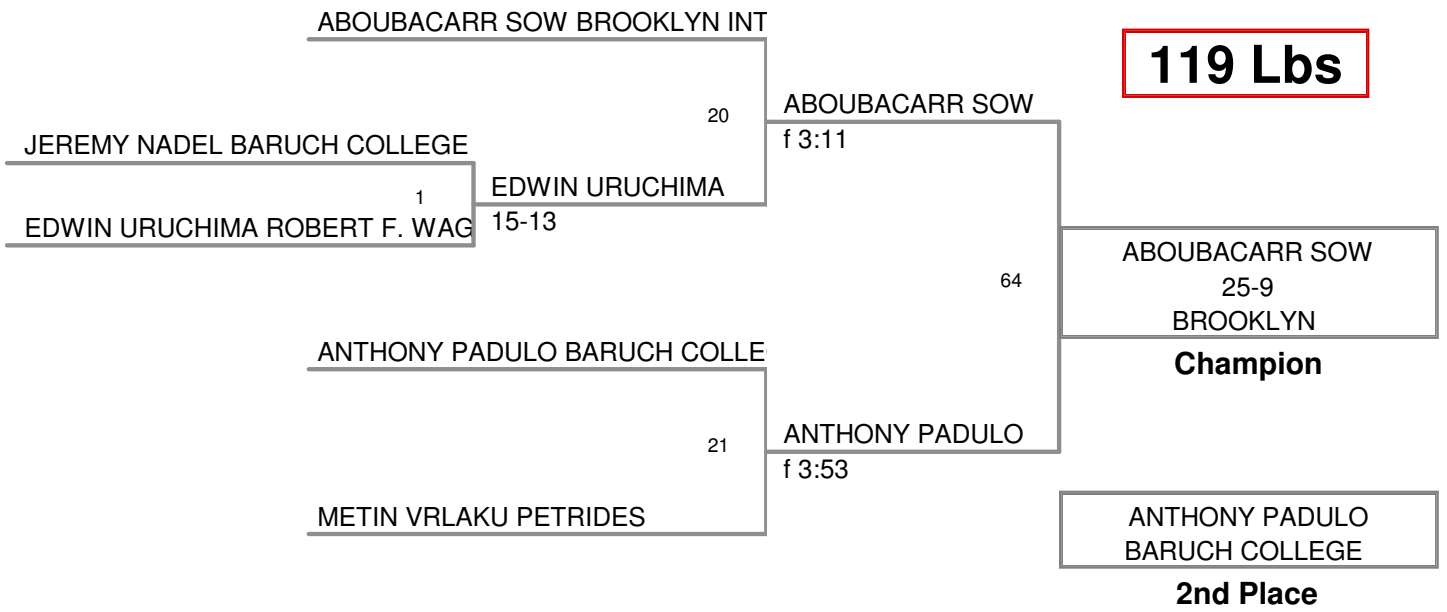 ABOUBACARR SOW BROOKLYN INT
119 Lbs
20
ABOUBACARR SOW
f 3:11
JEREMY NADEL BARUCH COLLEGE
1
EDWIN URUCHIMA
15-13
EDWIN URUCHIMA ROBERT F. WAG
64
ABOUBACARR SOW
25-9
BROOKLYN
Champion
ANTHONY PADULO BARUCH COLLE
21
ANTHONY PADULO
f 3:53
METIN VRLAKU PETRIDES
ANTHONY PADULO
BARUCH COLLEGE
2nd Place